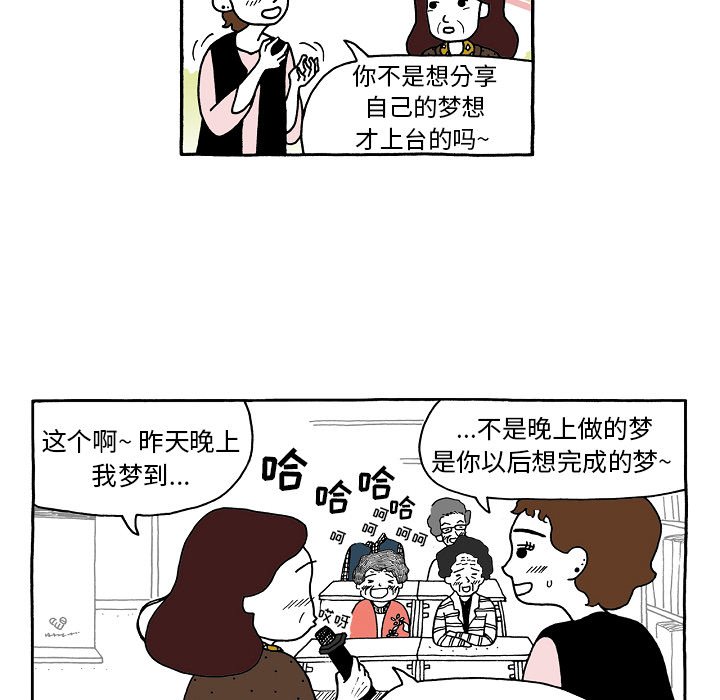 你不是想分享
自己的梦想
才上台的吗~
这个啊~ 昨天晚上
我梦到...
...不是晚上做的梦
是你以后想完成的梦~
哈
哈
哈
哈
呵
呵
呵
呵
呵
哎呀